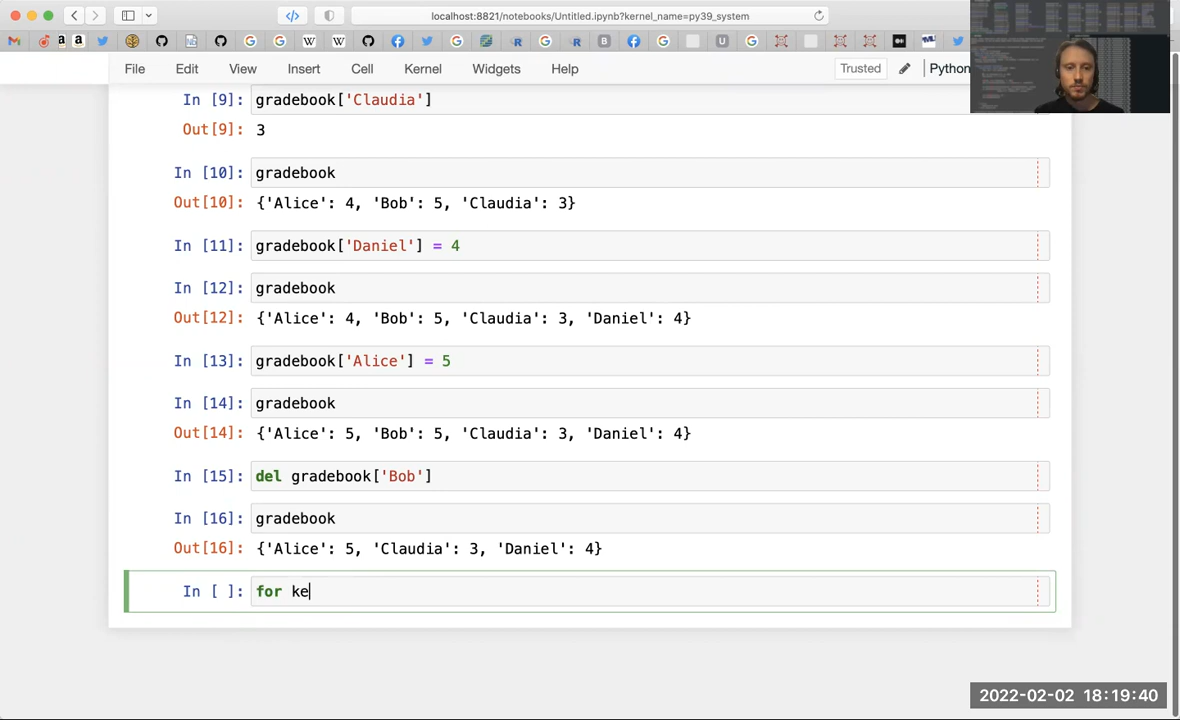 localhost:8821/notebooks/Untitled.ipynb?kernel_name=py39_system
File Edit View Insert Cell Kernel Widgets Help Trusted Python
In [9]: gradebook['Claudia']
Out[9]: 3
In [10]: gradebook
Out[10]: {'Alice': 4, 'Bob': 5, 'Claudia': 3}
In [11]: gradebook['Daniel'] = 4
In [12]: gradebook
Out[12]: {'Alice': 4, 'Bob': 5, 'Claudia': 3, 'Daniel': 4}
In [13]: gradebook['Alice'] = 5
In [14]: gradebook
Out[14]: {'Alice': 5, 'Bob': 5, 'Claudia': 3, 'Daniel': 4}
In [15]: del gradebook['Bob']
In [16]: gradebook
Out[16]: {'Alice': 5, 'Claudia': 3, 'Daniel': 4}
In [ ]: for ke
2022-02-02 18:19:40